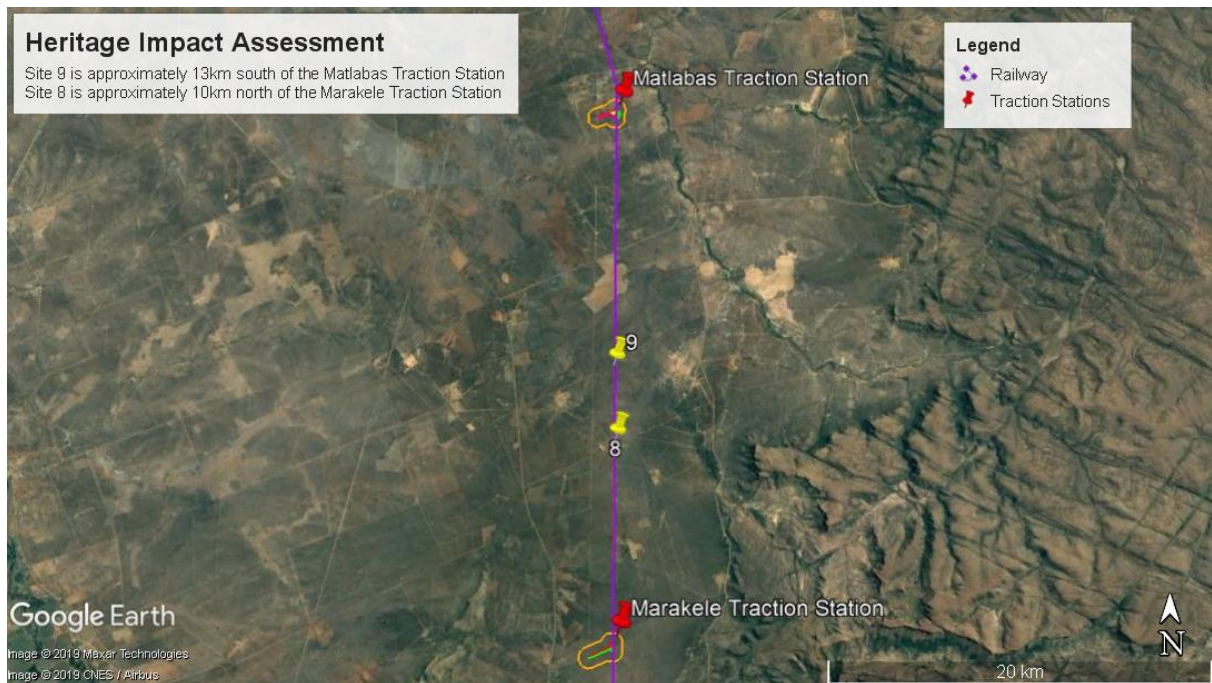 Heritage Impact Assessment
Site 9 is approximately 13km south of the Matlabas Traction Station
Site 8 is approximately 10km north of the Marakele Traction Station
Legend
Railway
Traction Stations
Matlabas Traction Station
9
8
Marakele Traction Station
Google Earth
Image © 2019 Maxar Technologies
Image © 2019 CNES / Airbus
N
20 km